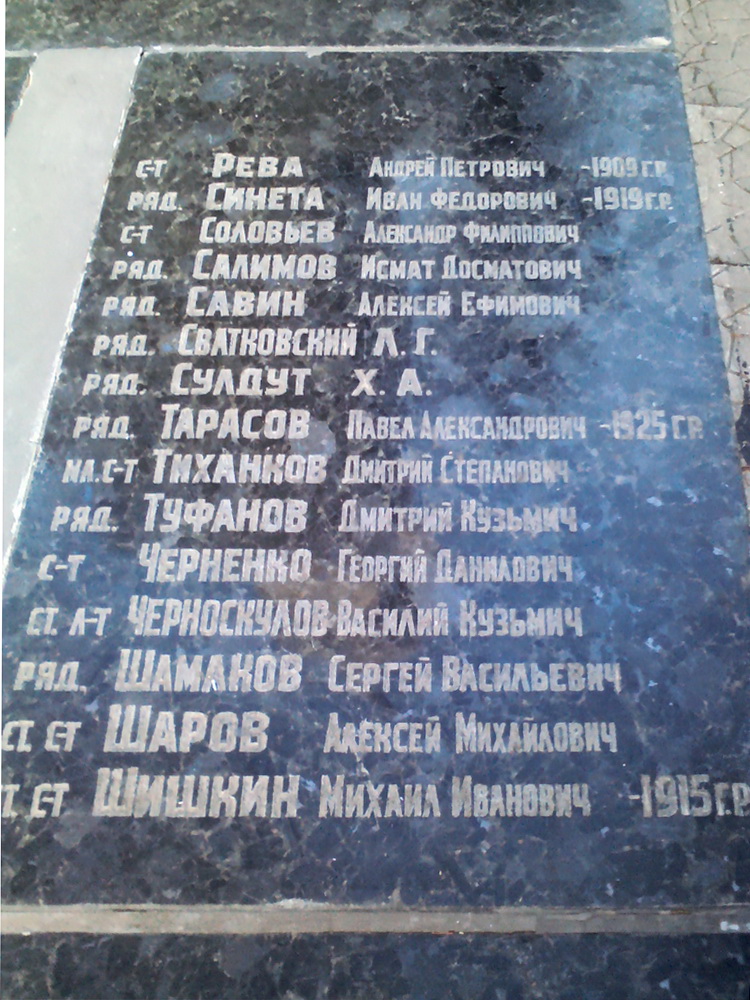 С-Т РЕВА АНДРЕЙ ПЕТРОВИЧ -1909 Г.Р.
РЯД. СИНЕТА ИВАН ФЕДОРОВИЧ -1919 Г.Р.
С-Т СОЛОВЬЕВ АЛЕКСАНДР ФИЛИППОВИЧ
РЯД. САЛИМОВ ИСМАТ ДОСМАТОВИЧ
РЯД. САВИН АЛЕКСЕЙ ЕФИМОВИЧ
РЯД. СВАТКОВСКИЙ Л. Г.
РЯД. СУЛДУТ Х. А.
РЯД. ТАРАСОВ ПАВЕЛ АЛЕКСАНДРОВИЧ -1925 Г.Р.
МЛ. С-Т ТИХАНКОВ ДМИТРИЙ СТЕПАНОВИЧ
РЯД. ТУФАНОВ ДМИТРИЙ КУЗЬМИЧ
С-Т ЧЕРНЕНКО ГЕОРГИЙ ДАНИЛОВИЧ
СТ. Л-Т ЧЕРНОСКУЛОВ ВАСИЛИЙ КУЗЬМИЧ
РЯД. ШАМАКОВ СЕРГЕЙ ВАСИЛЬЕВИЧ
СТ. С-Т ШАРОВ АЛЕКСЕЙ МИХАЙЛОВИЧ
Т. С-Т ШИШКИН МИХАИЛ ИВАНОВИЧ -1915 Г.Р.